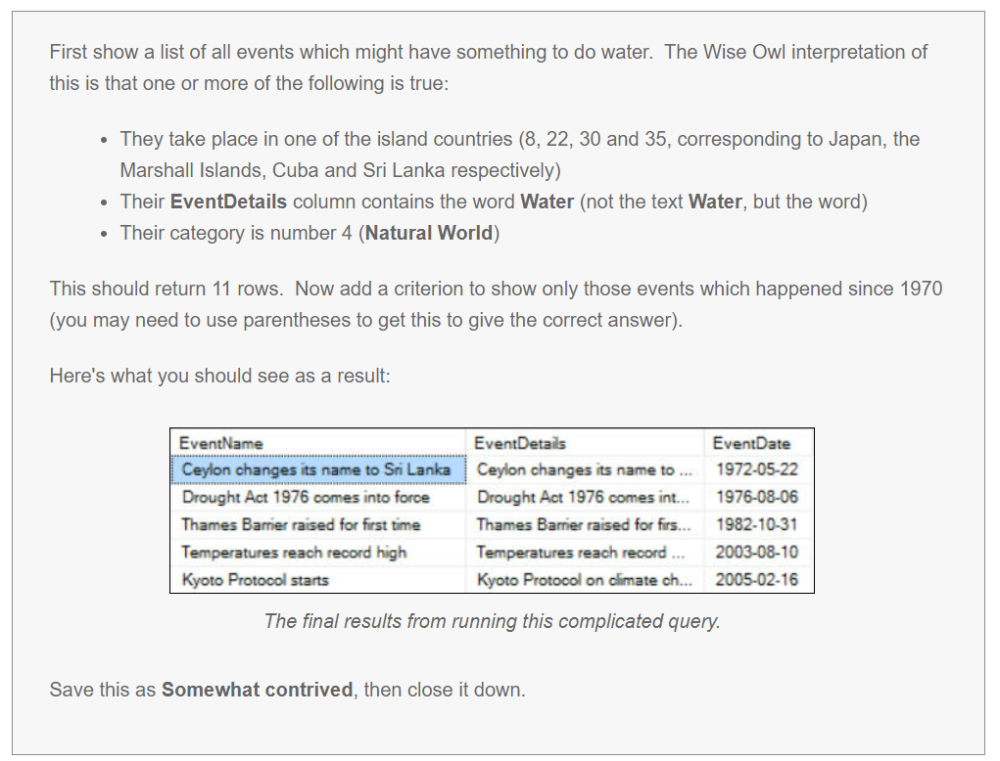 First show a list of all events which might have something to do water.  The Wise Owl interpretation of
this is that one or more of the following is true:
• They take place in one of the island countries (8, 22, 30 and 35, corresponding to Japan, the
Marshall Islands, Cuba and Sri Lanka respectively)
• Their EventDetails column contains the word Water (not the text Water, but the word)
• Their category is number 4 (Natural World)
This should return 11 rows.  Now add a criterion to show only those events which happened since 1970
(you may need to use parentheses to get this to give the correct answer).
Here's what you should see as a result:
EventName EventDetails EventDate
Ceylon changes its name to Sri Lanka Ceylon changes its name to ... 1972-05-22
Drought Act 1976 comes into force Drought Act 1976 comes int... 1976-08-06
Thames Barrier raised for first time Thames Barrier raised for firs... 1982-10-31
Temperatures reach record high Temperatures reach record ... 2003-08-10
Kyoto Protocol starts Kyoto Protocol on climate ch... 2005-02-16
The final results from running this complicated query.
Save this as Somewhat contrived, then close it down.